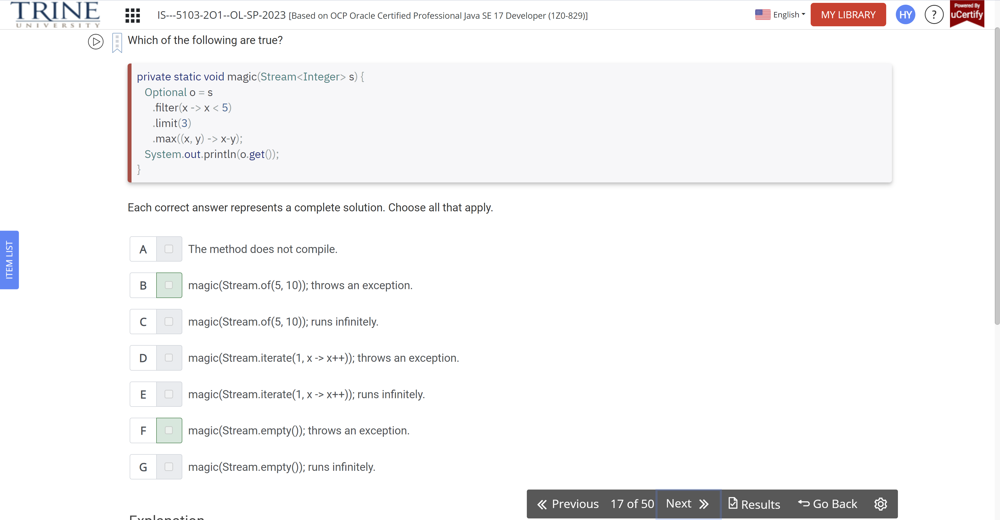 TRINE
UNIVERSITY
IS---5103-2O1--OL-SP-2023 [Based on OCP Oracle Certified Professional Java SE 17 Developer (1Z0-829)]
English
MY LIBRARY
HY
?
Powered By
uCertify
Which of the following are true?
private static void magic(Stream<Integer> s) {
Optional o = s
.filter(x -> x < 5)
.limit(3)
.max((x, y) -> x-y);
System.out.println(o.get());
}
Each correct answer represents a complete solution. Choose all that apply.
ITEM LIST
A The method does not compile.
B magic(Stream.of(5, 10)); throws an exception.
C magic(Stream.of(5, 10)); runs infinitely.
D magic(Stream.iterate(1, x -> x++)); throws an exception.
E magic(Stream.iterate(1, x -> x++)); runs infinitely.
F magic(Stream.empty()); throws an exception.
G magic(Stream.empty()); runs infinitely.
Previous 17 of 50 Next Results Go Back
Explanation